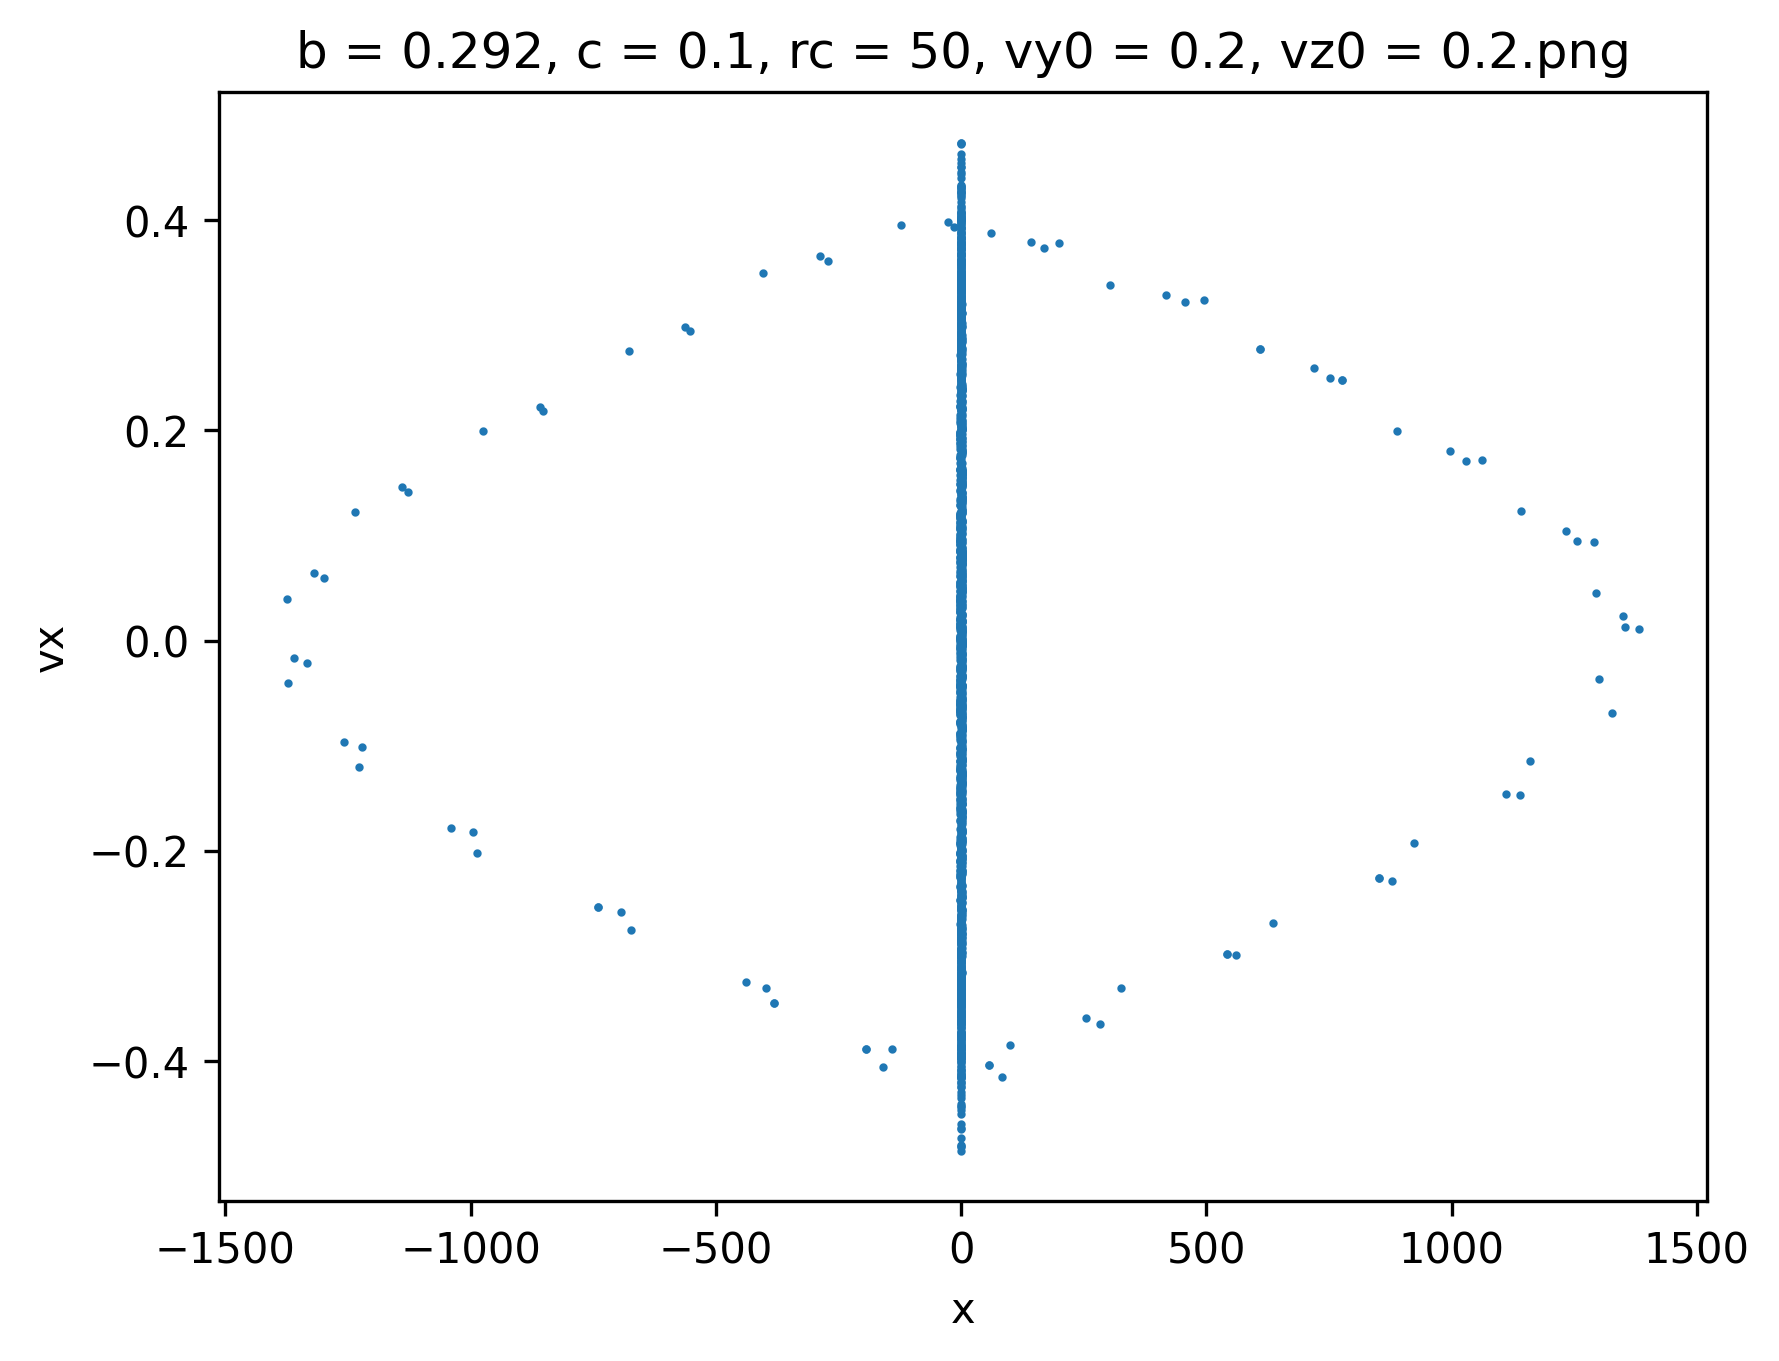 b = 0.292, c = 0.1, rc = 50, vy0 = 0.2, vz0 = 0.2.png
0.4
0.2
0.0
−0.2
−0.4
vx
−1500 −1000 −500 0 500 1000 1500
x